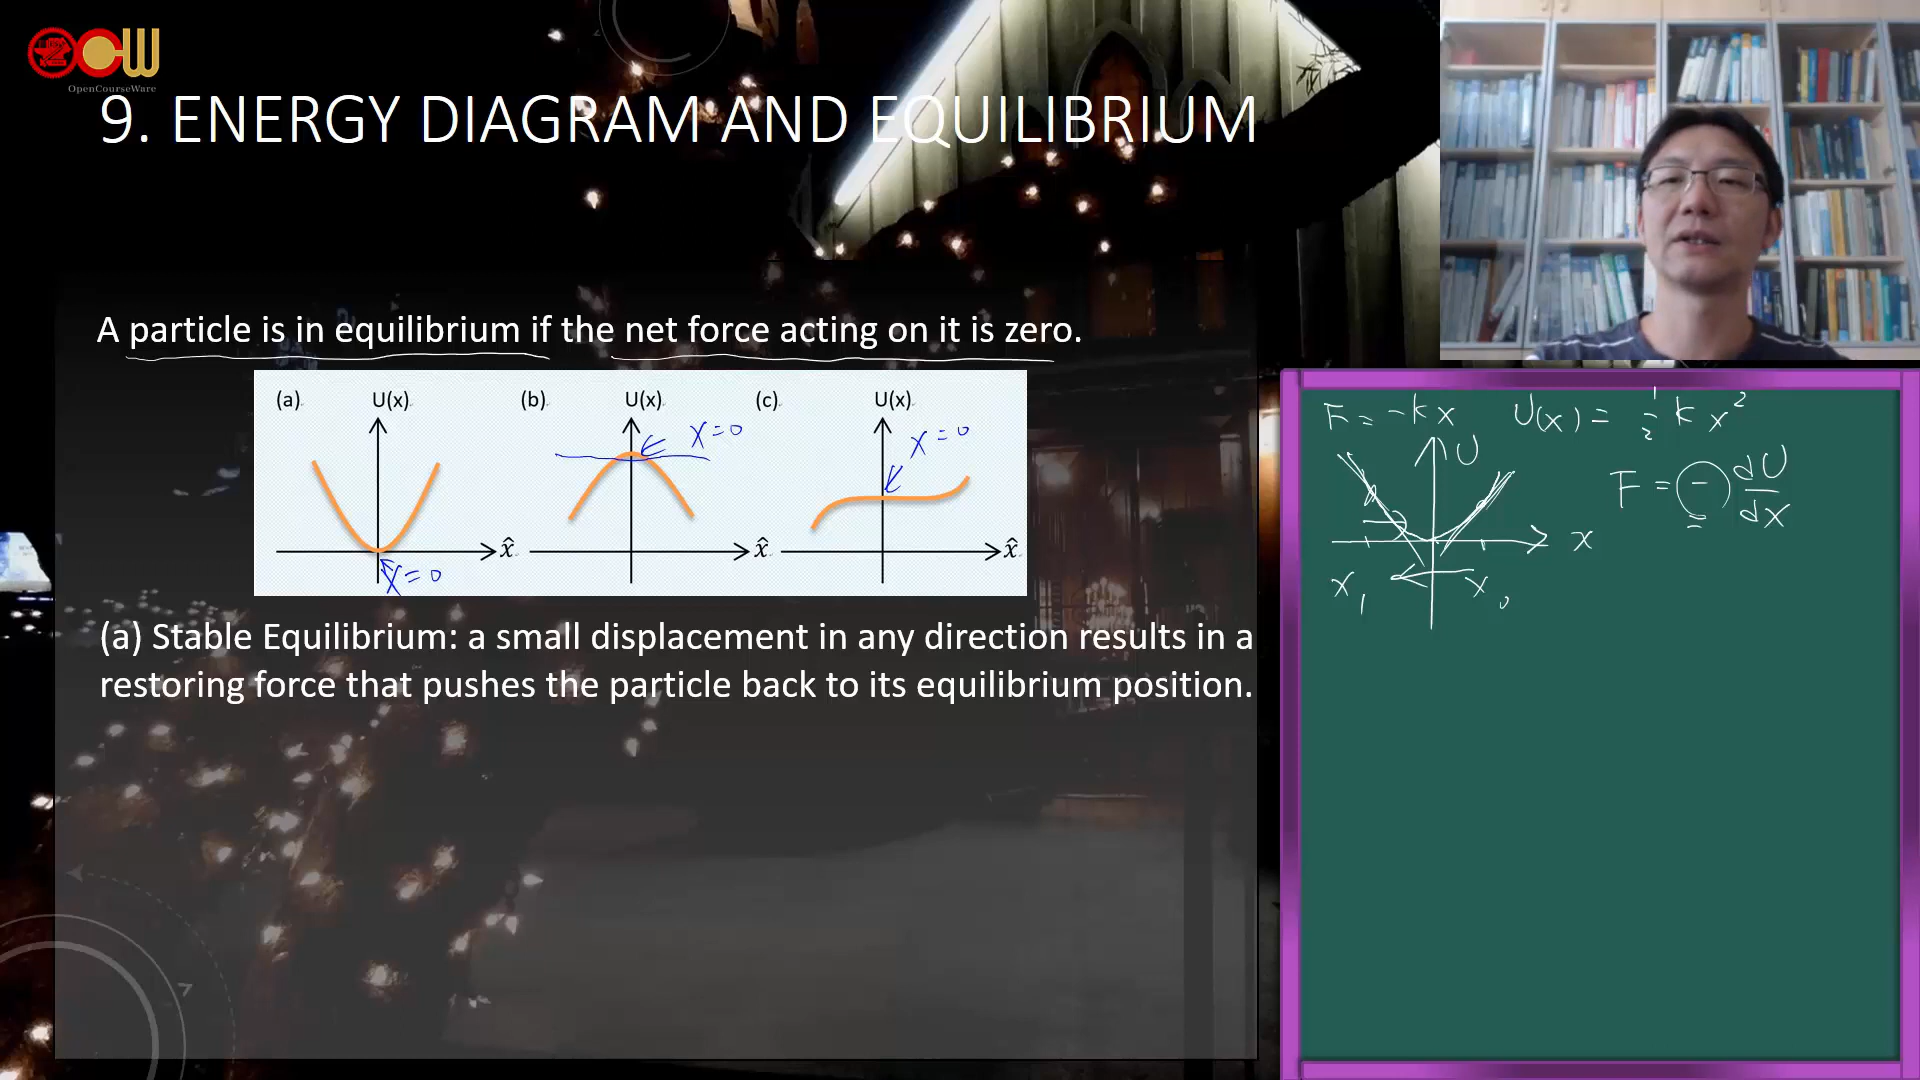 OpenCourseWare
9. ENERGY DIAGRAM AND EQUILIBRIUM
A particle is in equilibrium if the net force acting on it is zero.
(a) U(x) (b) U(x) (c) U(x)
x=0 x=0
x̂ x̂ x̂
x=0
(a) Stable Equilibrium: a small displacement in any direction results in a
restoring force that pushes the particle back to its equilibrium position.
F = -kx U(x) = 1/2 k x²
U
F = - dU/dx
x
x₁ x₀